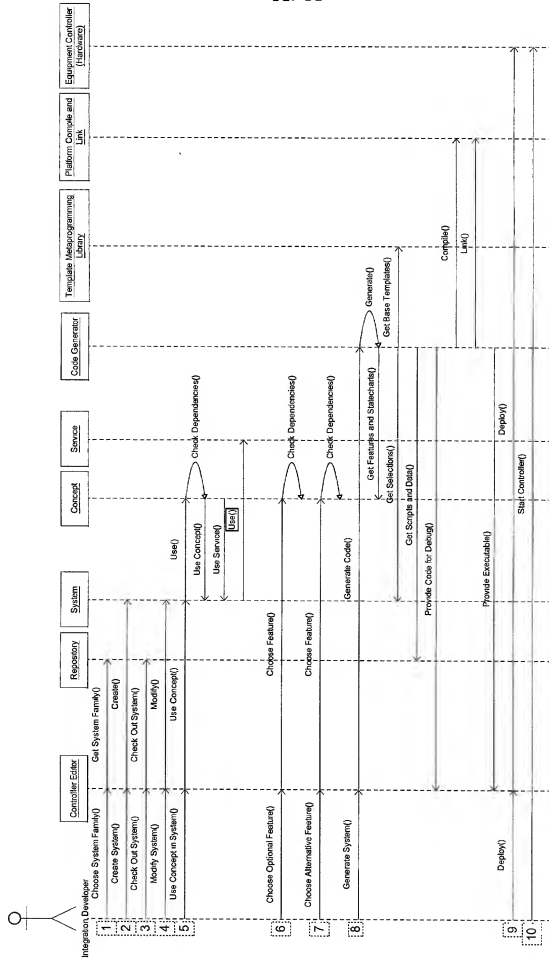 Integration Developer
Controller Editor
Repository
System
Concept
Service
Code Generator
Template Metaprogramming
Library
Platform Compile and
Link
Equipment Controller
(Hardware)
1
Choose System Family()
Get System Family()
2
Create System()
Create()
3
Check Out System()
Check Out System()
4
Modify System()
Modify()
5
Use Concept in System()
Use Concept()
Use()
Check Dependencies()
Use Concept()
Use Service()
Use()
6
Choose Optional Feature()
Choose Feature()
Check Dependencies()
7
Choose Alternative Feature()
Choose Feature()
Check Dependencies()
8
Generate System()
Generate Code()
Generate()
Get Features and Statecharts()
Get Selections()
Get Base Templates()
Get Scripts and Data()
Provide Code for Debug()
Compile()
Link()
Provide Executable()
9
Deploy()
Deploy()
10
Start Controller()